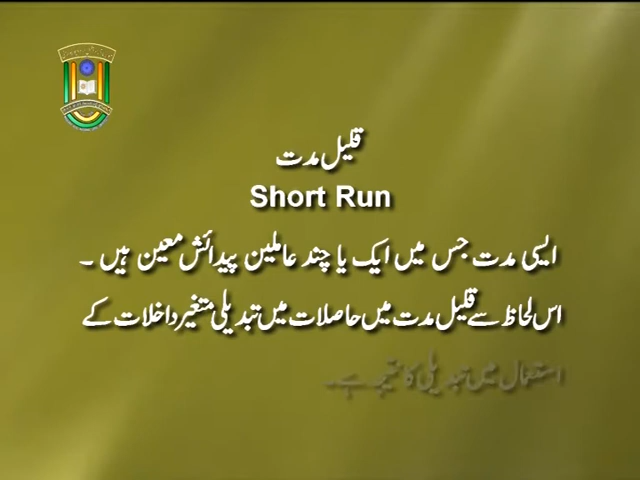 قلیل مدت
Short Run
ایسی مدت جس میں ایک یا چند عاملین پیدائش معین ہیں ۔
اس لحاظ سے قلیل مدت میں حاصلات میں تبدیلی متغیر داخلات کے
استعمال میں تبدیلی کا نتیجہ ہے۔